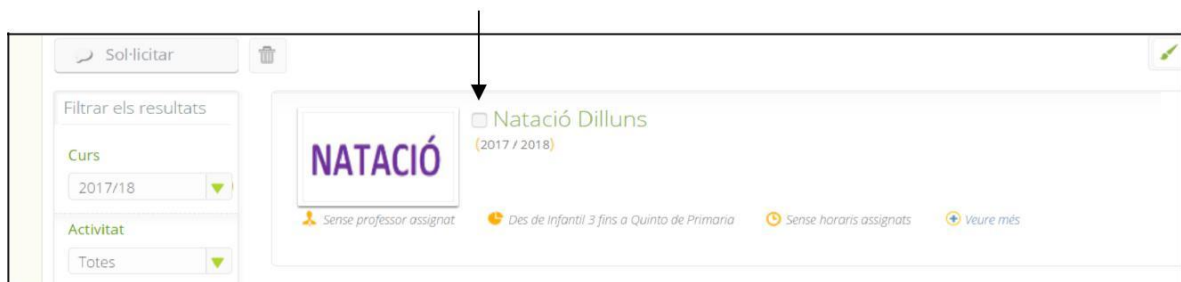 Sol·licitar
Filtrar els resultats
Curs
2017/18
Activitat
Totes
NATACIÓ
Natació Dilluns
(2017 / 2018)
Sense professor assignat
Des de Infantil 3 fins a Quinto de Primaria
Sense horaris assignats
Veure més